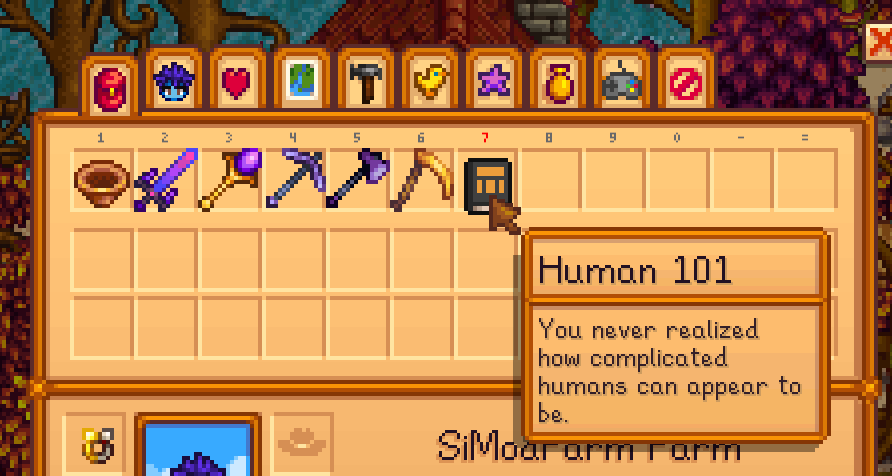 1 2 3 4 5 6 7 8 9 0 - =
Human 101
You never realized
how complicated
humans can appear to
be.
SiMoaFarm Farm